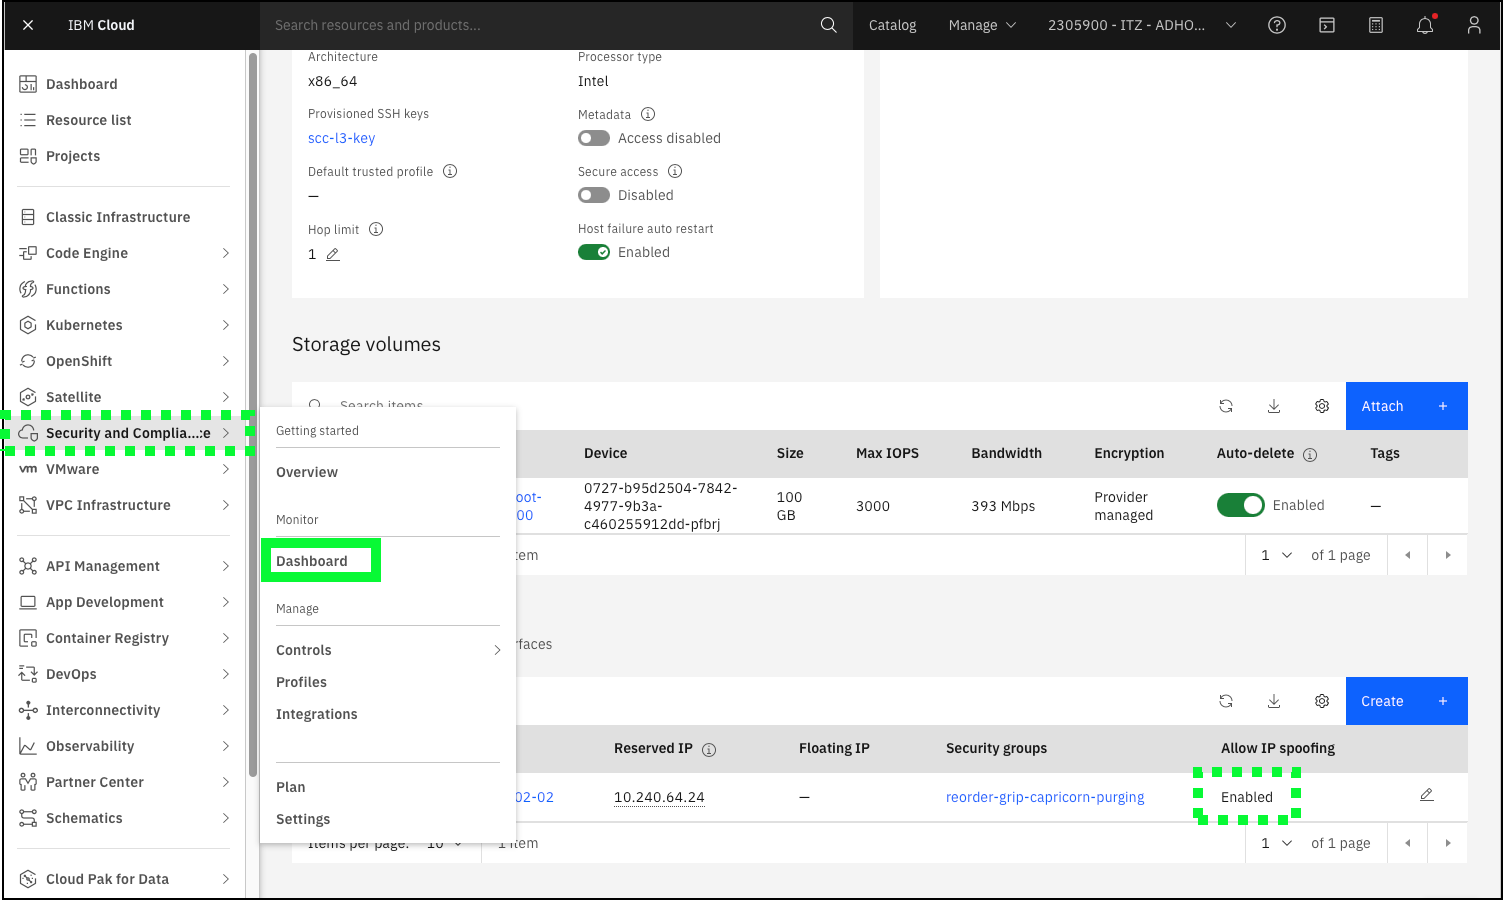 IBM Cloud
Search resources and products...
Catalog
Manage
2305900 - ITZ - ADHO...
Dashboard
Resource list
Projects
Classic Infrastructure
Code Engine
Functions
Kubernetes
OpenShift
Satellite
Security and Complia...:e
VMware
VPC Infrastructure
API Management
App Development
Container Registry
DevOps
Interconnectivity
Observability
Partner Center
Schematics
Cloud Pak for Data
Getting started
Overview
Monitor
Dashboard
Manage
Controls
Profiles
Integrations
Plan
Settings
Architecture
x86_64
Processor type
Intel
Provisioned SSH keys
scc-l3-key
Metadata
Access disabled
Default trusted profile
—
Secure access
Disabled
Hop limit
1
Host failure auto restart
Enabled
Storage volumes
Search items
Attach +
Device Size Max IOPS Bandwidth Encryption Auto-delete Tags
oot-
00
0727-b95d2504-7842-
4977-9b3a-
c460255912dd-pfbrj
100
GB
3000
393 Mbps
Provider
managed
Enabled
—
tem
1 of 1 page
rfaces
Create +
Reserved IP Floating IP Security groups Allow IP spoofing
02-02 10.240.64.24 — reorder-grip-capricorn-purging Enabled
Items per page: 10 1 item
1 of 1 page